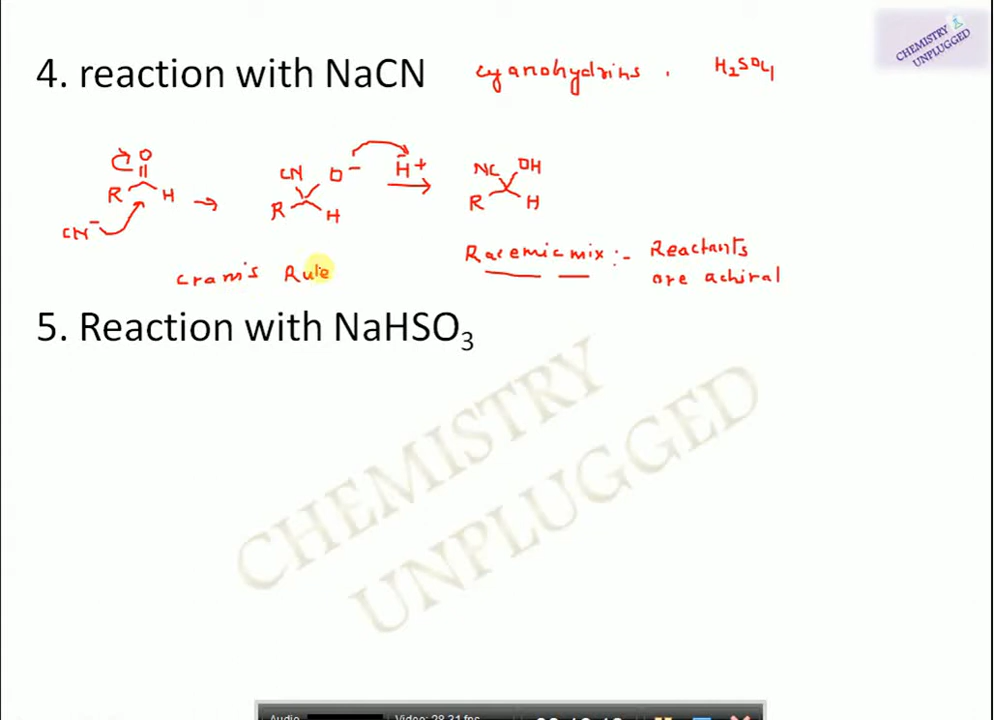 CHEMISTRY
UNPLUGGED
4. reaction with NaCN cyanohydrins . H₂SO₄
O
R H
CN⁻
→
CN O⁻
R H
H+
→
NC OH
R H
Racemic mix :- Reactants
are achiral
Cram's Rule
5. Reaction with NaHSO₃
CHEMISTRY
UNPLUGGED
Audio